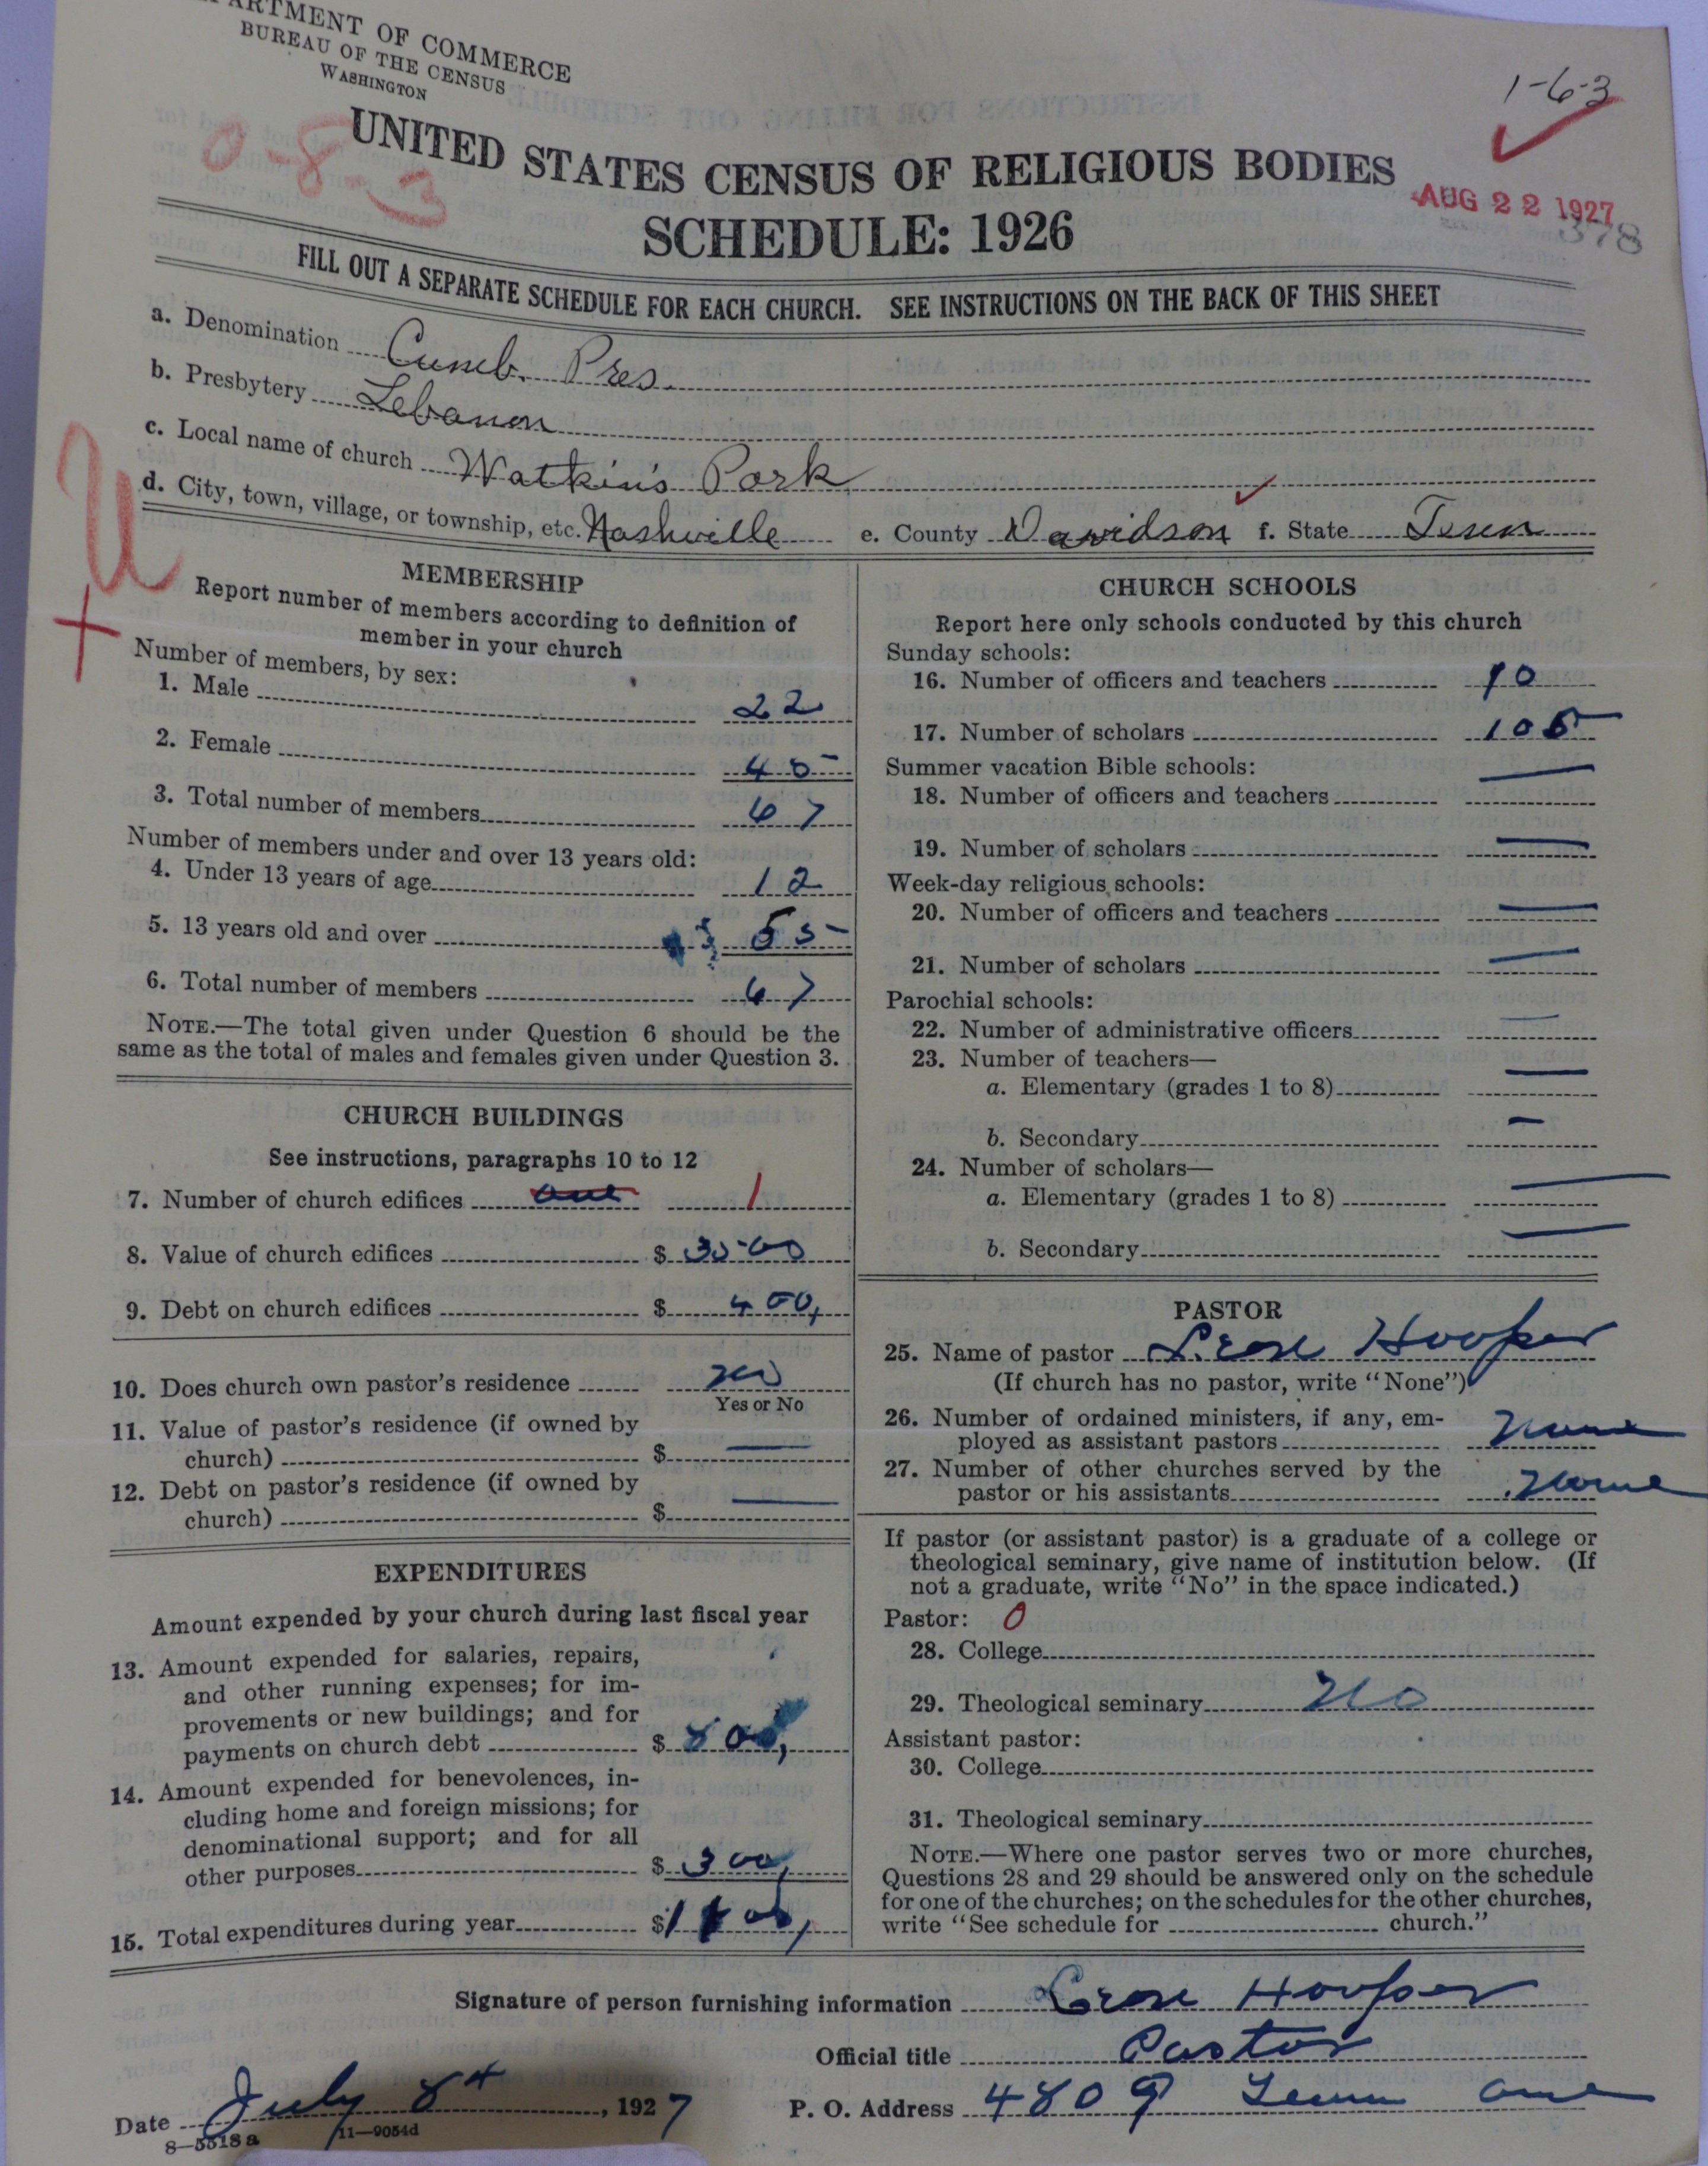 DEPARTMENT OF COMMERCE
BUREAU OF THE CENSUS
WASHINGTON
1-6-3
0-8-3
UNITED STATES CENSUS OF RELIGIOUS BODIES
AUG 22 1927
378
SCHEDULE: 1926
FILL OUT A SEPARATE SCHEDULE FOR EACH CHURCH. SEE INSTRUCTIONS ON THE BACK OF THIS SHEET
a. Denomination Cumb. Pres.
b. Presbytery Lebanon
c. Local name of church Watkin's Park
d. City, town, village, or township, etc. Nashville e. County Davidson f. State Tenn
U
+
MEMBERSHIP
Report number of members according to definition of
member in your church
Number of members, by sex:
1. Male 22
2. Female 45
3. Total number of members 67
Number of members under and over 13 years old:
4. Under 13 years of age 12
5. 13 years old and over 55
6. Total number of members 67
NOTE.—The total given under Question 6 should be the
same as the total of males and females given under Question 3.
CHURCH BUILDINGS
See instructions, paragraphs 10 to 12
7. Number of church edifices one 1
8. Value of church edifices $ 3500
9. Debt on church edifices $ 400,
10. Does church own pastor's residence no
Yes or No
11. Value of pastor's residence (if owned by
church) $ —
12. Debt on pastor's residence (if owned by
church) $ —
EXPENDITURES
Amount expended by your church during last fiscal year
13. Amount expended for salaries, repairs,
and other running expenses; for im-
provements or new buildings; and for
payments on church debt $ 800,
14. Amount expended for benevolences, in-
cluding home and foreign missions; for
denominational support; and for all
other purposes $ 300,
15. Total expenditures during year $ 1100,
CHURCH SCHOOLS
Report here only schools conducted by this church
Sunday schools:
16. Number of officers and teachers 10
17. Number of scholars 105
Summer vacation Bible schools:
18. Number of officers and teachers —
19. Number of scholars —
Week-day religious schools:
20. Number of officers and teachers —
21. Number of scholars —
Parochial schools:
22. Number of administrative officers —
23. Number of teachers—
a. Elementary (grades 1 to 8) —
b. Secondary —
24. Number of scholars—
a. Elementary (grades 1 to 8) —
b. Secondary —
PASTOR
25. Name of pastor Hooper
(If church has no pastor, write "None")
26. Number of ordained ministers, if any, em-
ployed as assistant pastors None
27. Number of other churches served by the
pastor or his assistants None
If pastor (or assistant pastor) is a graduate of a college or
theological seminary, give name of institution below. (If
not a graduate, write "No" in the space indicated.)
Pastor: 0
28. College
29. Theological seminary No
Assistant pastor:
30. College
31. Theological seminary
NOTE.—Where one pastor serves two or more churches,
Questions 28 and 29 should be answered only on the schedule
for one of the churches; on the schedules for the other churches,
write "See schedule for church."
Signature of person furnishing information Hooper
Official title Pastor
Date July 8th, 1927 P. O. Address 4809
8—5518 a 11—9054d